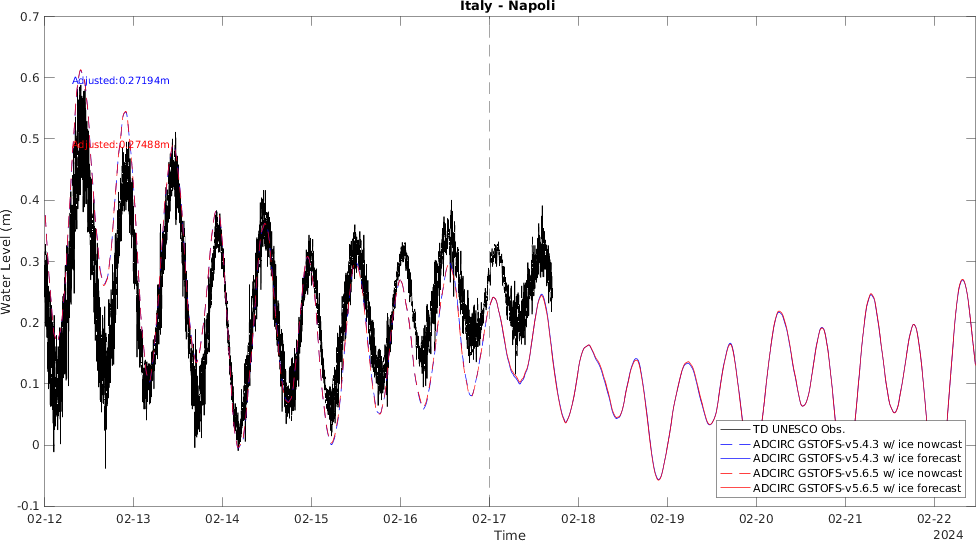 Italy - Napoli
0.7
0.6
0.5
0.4
0.3
0.2
0.1
0
-0.1
Water Level (m)
Adjusted:0.27194m
Adjusted:0.27488m
TD UNESCO Obs.
ADCIRC GSTOFS-v5.4.3 w/ ice nowcast
ADCIRC GSTOFS-v5.4.3 w/ ice forecast
ADCIRC GSTOFS-v5.6.5 w/ ice nowcast
ADCIRC GSTOFS-v5.6.5 w/ ice forecast
02-12 02-13 02-14 02-15 02-16 02-17 02-18 02-19 02-20 02-21 02-22
Time
2024